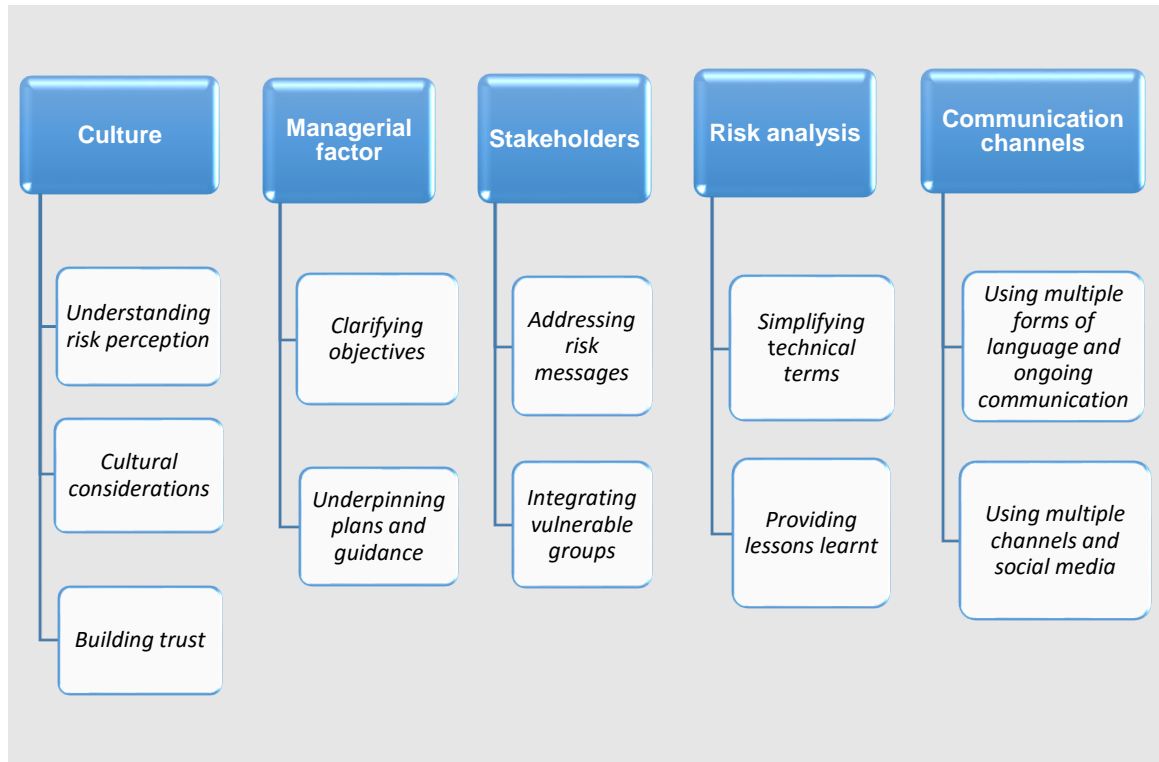 Culture
Understanding
risk perception
Cultural
considerations
Building trust
Managerial
factor
Clarifying
objectives
Underpinning
plans and
guidance
Stakeholders
Addressing
risk
messages
Integrating
vulnerable
groups
Risk analysis
Simplifying
technical
terms
Providing
lessons learnt
Communication
channels
Using multiple
forms of
language and
ongoing
communication
Using multiple
channels and
social media